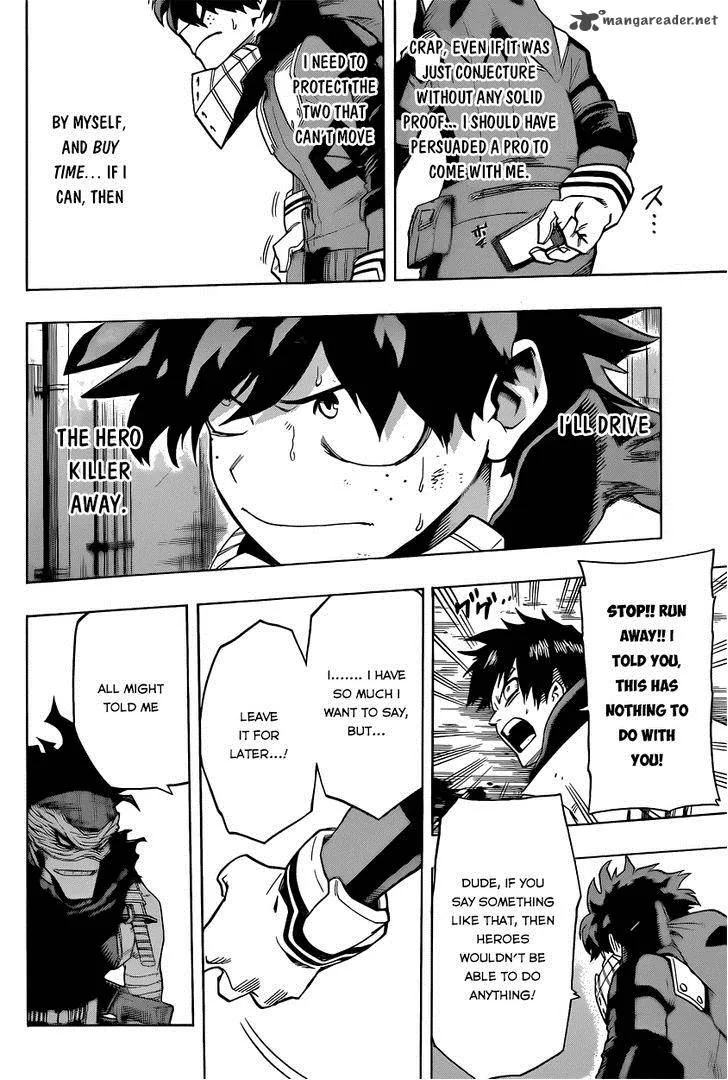 mangareader.net
CRAP, EVEN IF IT WAS
JUST CONJECTURE
WITHOUT ANY SOLID
PROOF... I SHOULD HAVE
PERSUADED A PRO TO
COME WITH ME.
I NEED TO
PROTECT THE
TWO THAT
CAN'T MOVE
BY MYSELF,
AND BUY
TIME... IF I
CAN, THEN
I'LL DRIVE
THE HERO
KILLER
AWAY.
STOP!! RUN
AWAY!! I
TOLD YOU,
THIS HAS
NOTHING TO
DO WITH
YOU!
DUDE, IF YOU
SAY SOMETHING
LIKE THAT, THEN
HEROES
WOULDN'T BE
ABLE TO DO
ANYTHING!
I....... I HAVE
SO MUCH I
WANT TO SAY,
BUT...
LEAVE
IT FOR
LATER...!
ALL MIGHT
TOLD ME